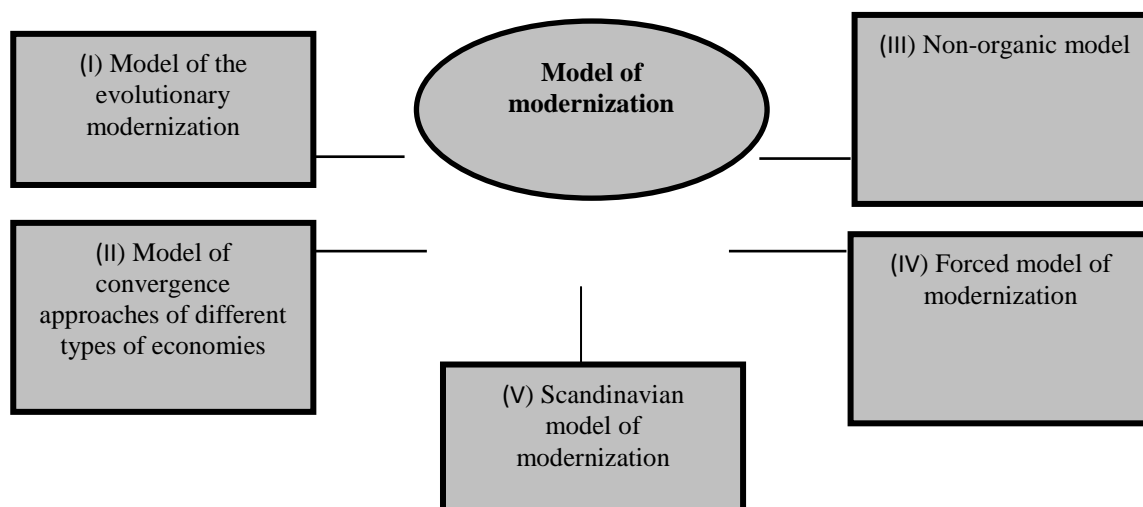 (I) Model of the
evolutionary
modernization
Model of
modernization
(III) Non-organic model
(II) Model of
convergence
approaches of different
types of economies
(IV) Forced model of
modernization
(V) Scandinavian
model of
modernization